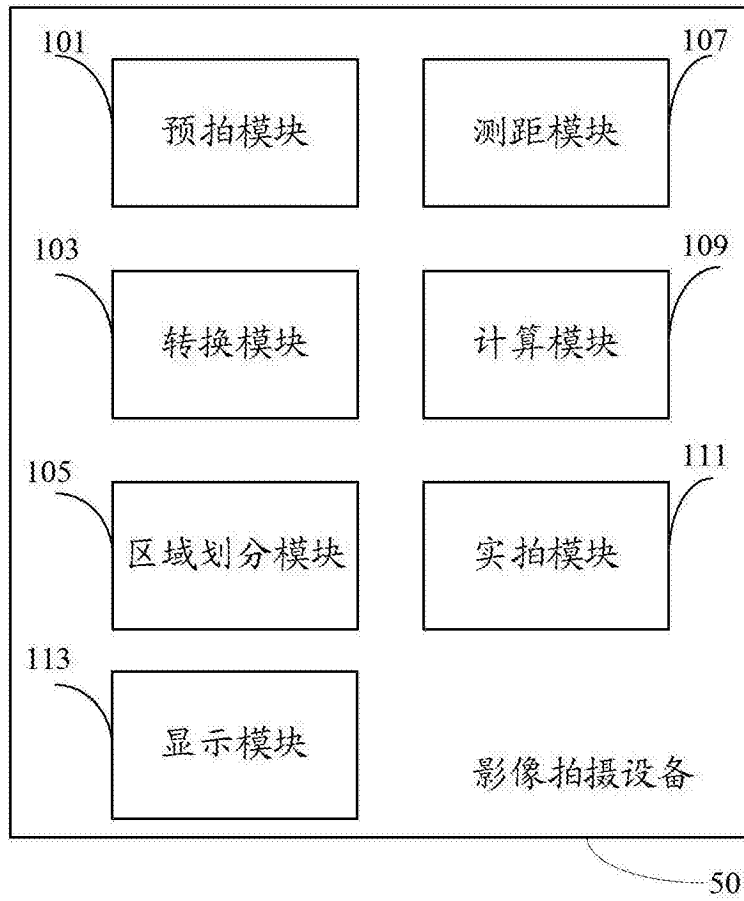 101
预拍模块
107
测距模块
103
转换模块
109
计算模块
105
区域划分模块
111
实拍模块
113
显示模块
影像拍摄设备
50